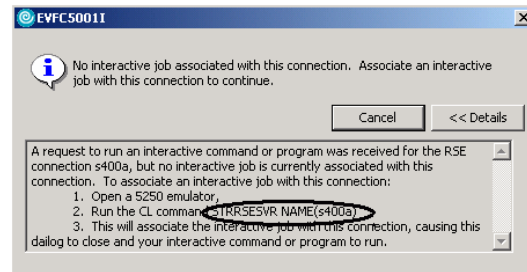 EVFC5001I
No interactive job associated with this connection. Associate an interactive
job with this connection to continue.
Cancel
<< Details
A request to run an interactive command or program was received for the RSE
connection s400a, but no interactive job is currently associated with this
connection. To associate an interactive job with this connection:
1. Open a 5250 emulator,
2. Run the CL command STRRSESVR NAME(s400a)
3. This will associate the interactive job with this connection, causing this
dailog to close and your interactive command or program to run.